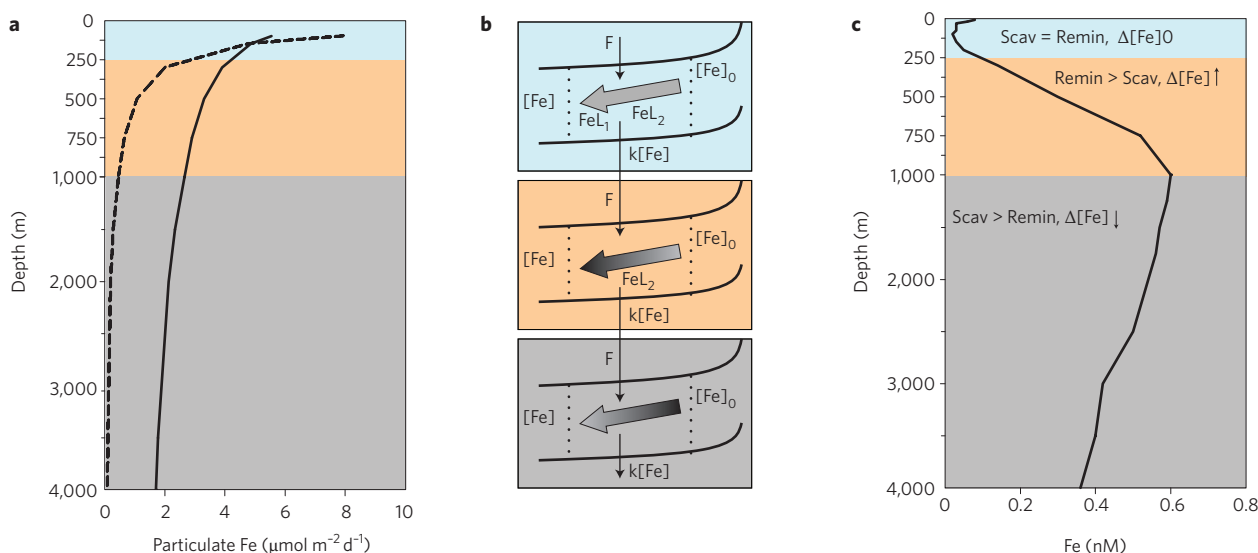 a
0
250
500
750
1,000
2,000
3,000
4,000
Depth (m)
0 2 4 6 8 10
Particulate Fe (μmol m⁻² d⁻¹)
b
F
[Fe]₀
[Fe]
FeL₁ FeL₂
k[Fe]
F
[Fe]₀
[Fe]
FeL₂
k[Fe]
F
[Fe]₀
[Fe]
k[Fe]
c
0
250
500
750
1,000
2,000
3,000
4,000
Depth (m)
Scav = Remin, Δ[Fe]0
Remin > Scav, Δ[Fe]↑
Scav > Remin, Δ[Fe]↓
0 0.2 0.4 0.6 0.8
Fe (nM)